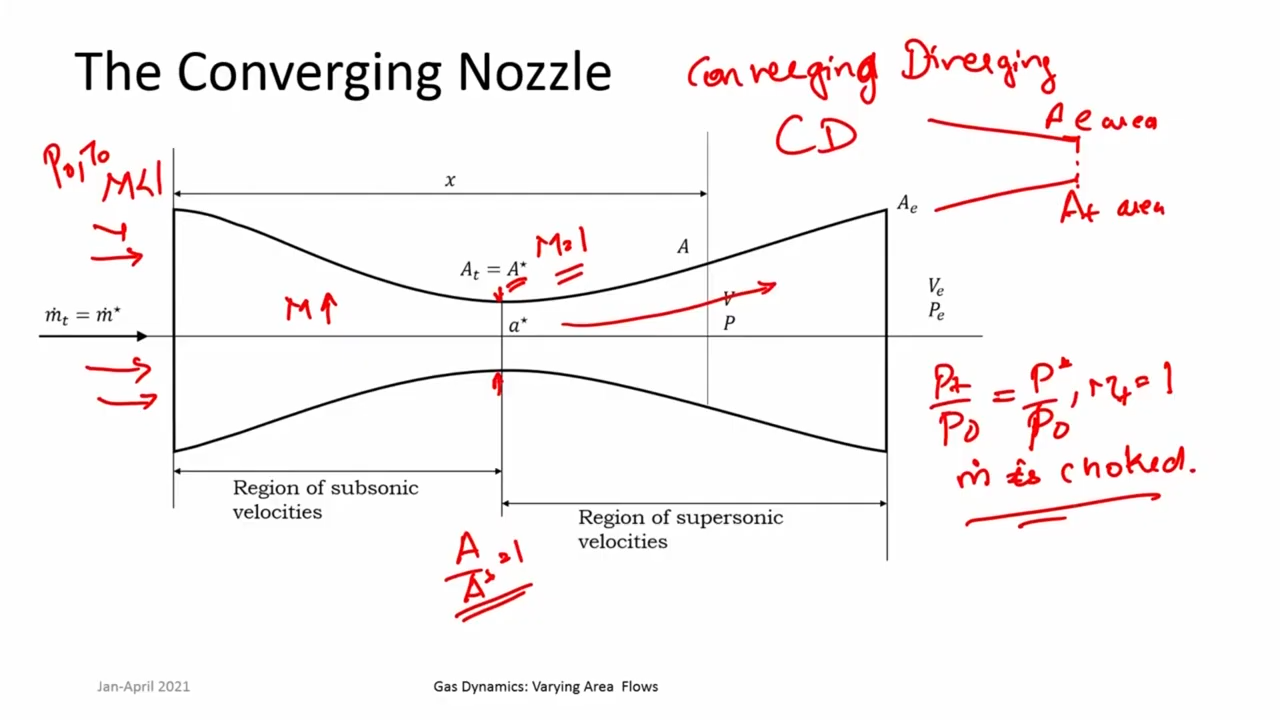 The Converging Nozzle
Converging Diverging
CD
Ae area
At area
P0, T0
M<1
x
Ae
A
At = A* M=1
ṁt = ṁ*
M↑
a*
V
P
Ve
Pe
Pt/P0 = P*/P0, Mt = 1
ṁ is choked.
Region of subsonic
velocities
Region of supersonic
velocities
A/A* = 1
Jan-April 2021
Gas Dynamics: Varying Area Flows